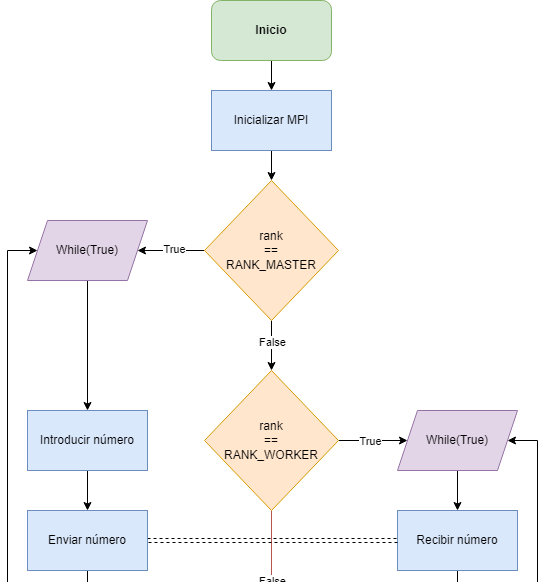 Inicio
Inicializar MPI
rank
==
RANK_MASTER
True
While(True)
False
rank
==
RANK_WORKER
True
While(True)
Introducir número
Enviar número
Recibir número
False